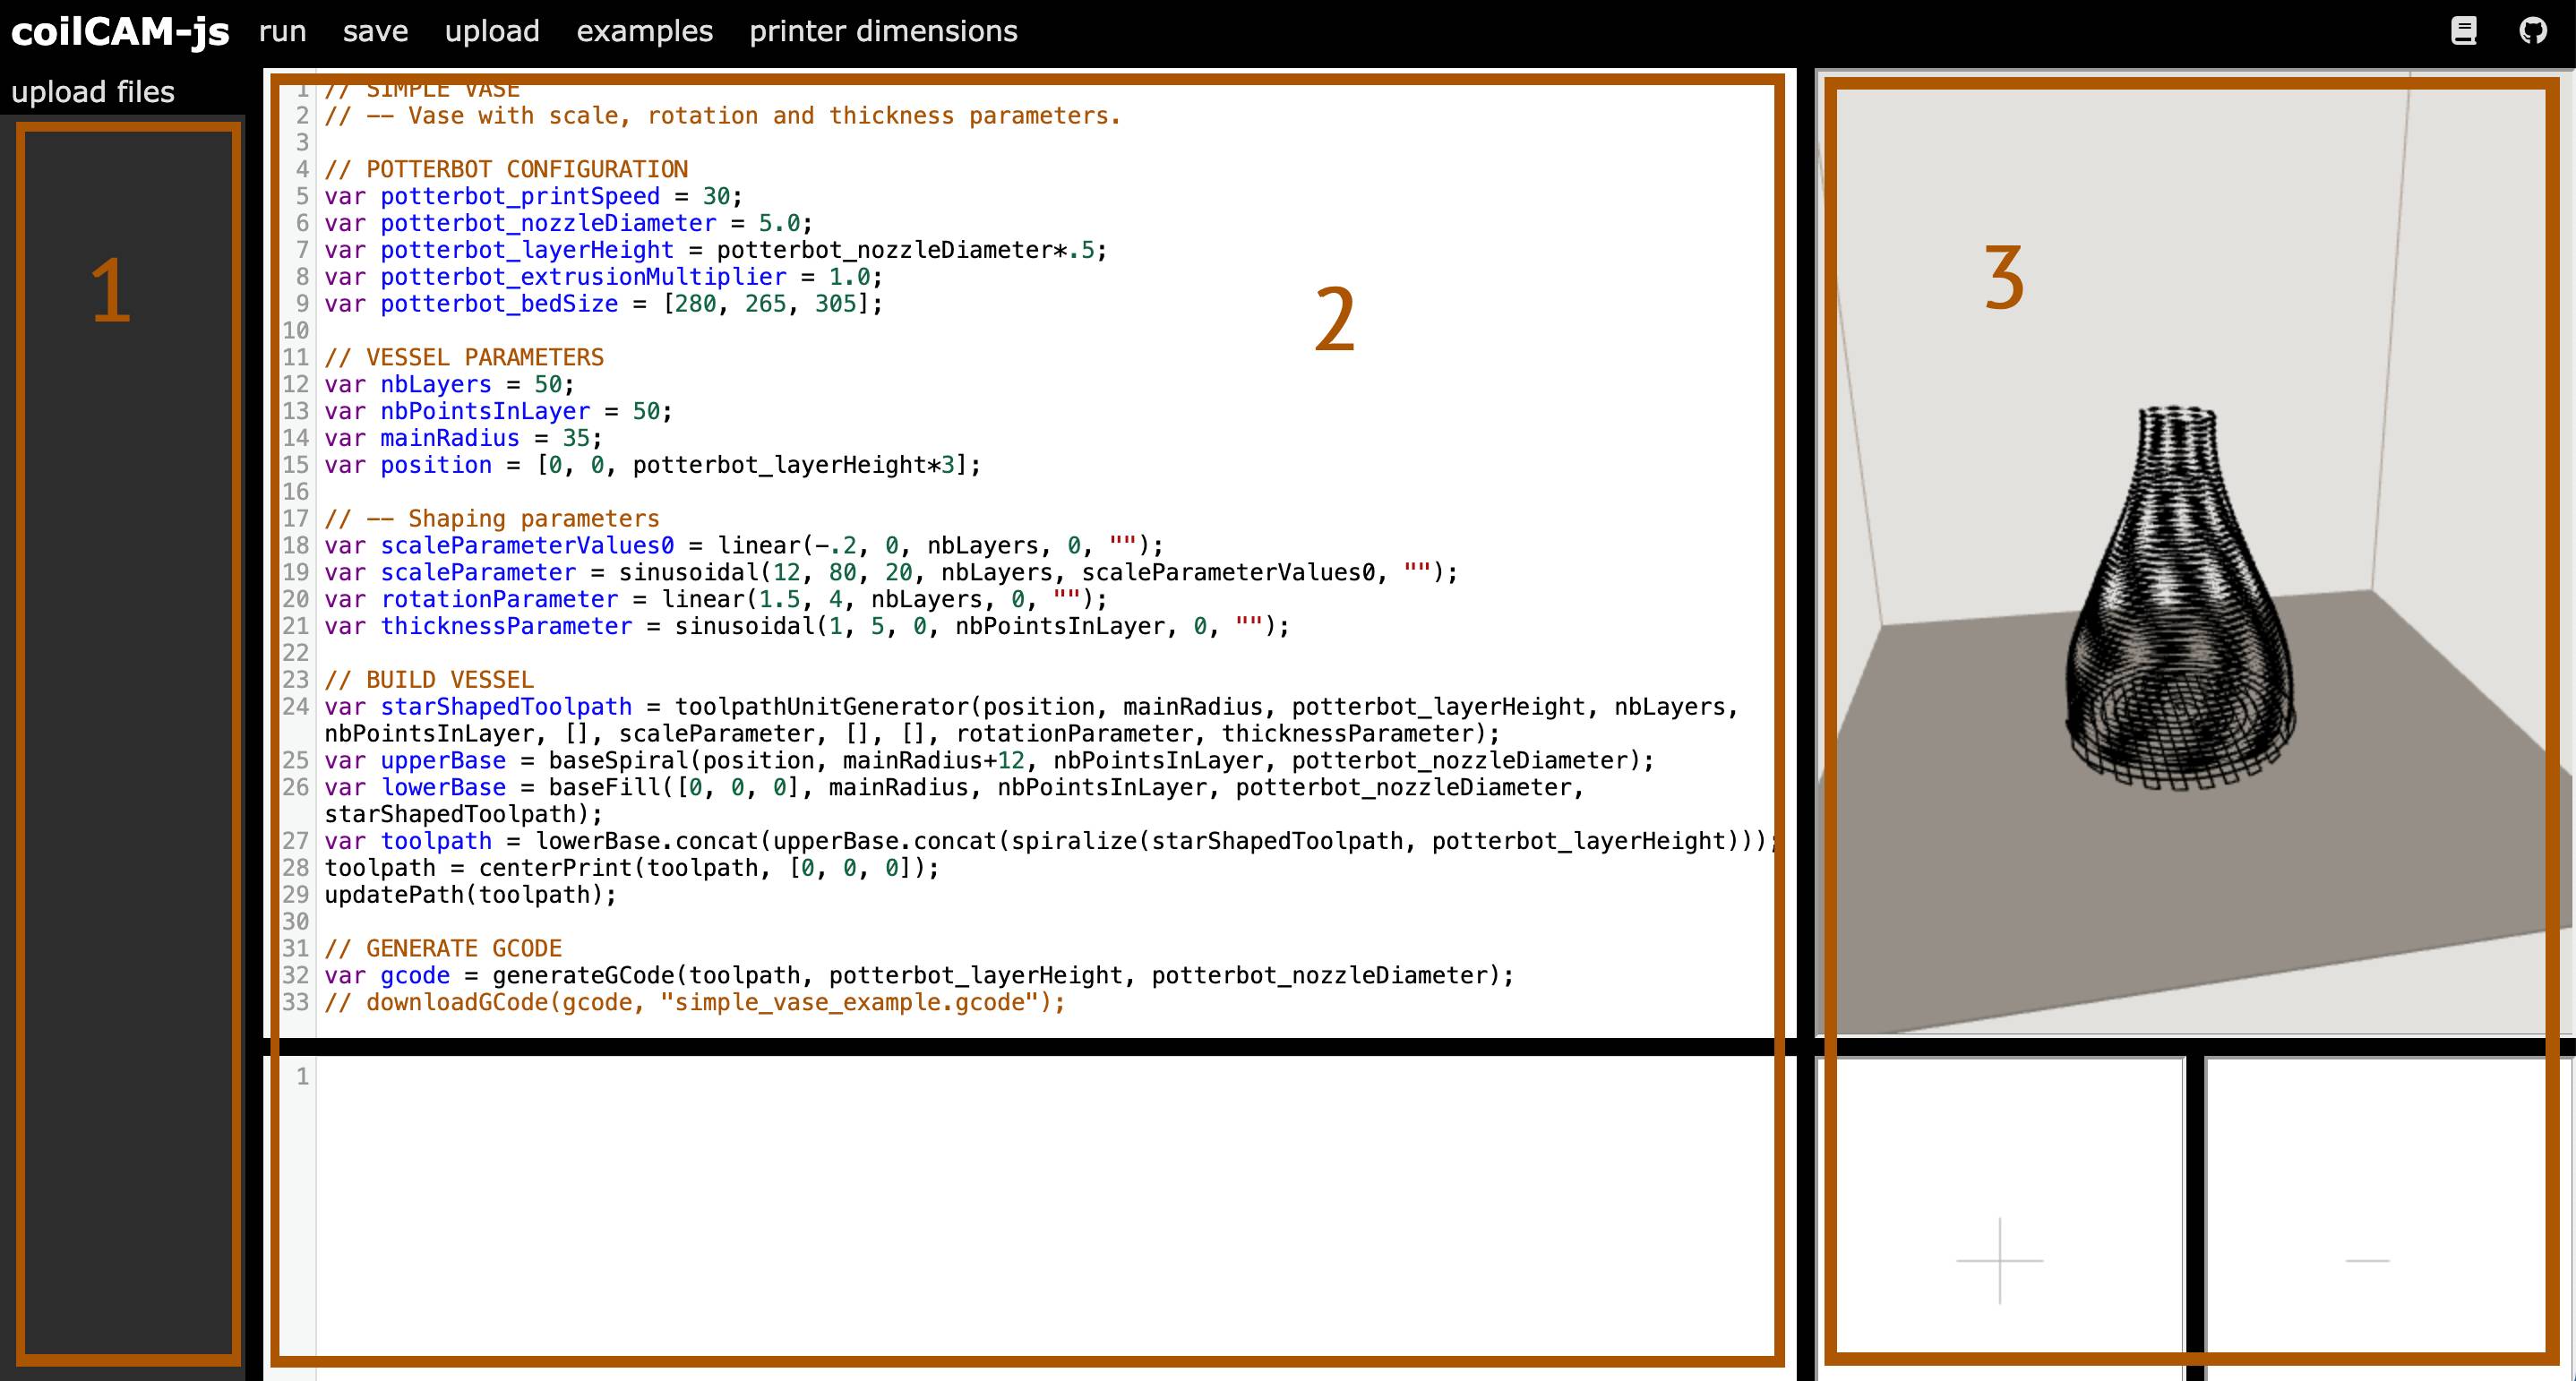 coilCAM-js run save upload examples printer dimensions
upload files
1
2
3
1 // SIMPLE VASE
2 // -- Vase with scale, rotation and thickness parameters.
3
4 // POTTERBOT CONFIGURATION
5 var potterbot_printSpeed = 30;
6 var potterbot_nozzleDiameter = 5.0;
7 var potterbot_layerHeight = potterbot_nozzleDiameter*.5;
8 var potterbot_extrusionMultiplier = 1.0;
9 var potterbot_bedSize = [280, 265, 305];
10
11 // VESSEL PARAMETERS
12 var nbLayers = 50;
13 var nbPointsInLayer = 50;
14 var mainRadius = 35;
15 var position = [0, 0, potterbot_layerHeight*3];
16
17 // -- Shaping parameters
18 var scaleParameterValues0 = linear(-.2, 0, nbLayers, 0, "");
19 var scaleParameter = sinusoidal(12, 80, 20, nbLayers, scaleParameterValues0, "");
20 var rotationParameter = linear(1.5, 4, nbLayers, 0, "");
21 var thicknessParameter = sinusoidal(1, 5, 0, nbPointsInLayer, 0, "");
22
23 // BUILD VESSEL
24 var starShapedToolpath = toolpathUnitGenerator(position, mainRadius, potterbot_layerHeight, nbLayers,
nbPointsInLayer, [], scaleParameter, [], [], rotationParameter, thicknessParameter);
25 var upperBase = baseSpiral(position, mainRadius+12, nbPointsInLayer, potterbot_nozzleDiameter);
26 var lowerBase = baseFill([0, 0, 0], mainRadius, nbPointsInLayer, potterbot_nozzleDiameter,
starShapedToolpath);
27 var toolpath = lowerBase.concat(upperBase.concat(spiralize(starShapedToolpath, potterbot_layerHeight)));
28 toolpath = centerPrint(toolpath, [0, 0, 0]);
29 updatePath(toolpath);
30
31 // GENERATE GCODE
32 var gcode = generateGCode(toolpath, potterbot_layerHeight, potterbot_nozzleDiameter);
33 // downloadGCode(gcode, "simple_vase_example.gcode");
1